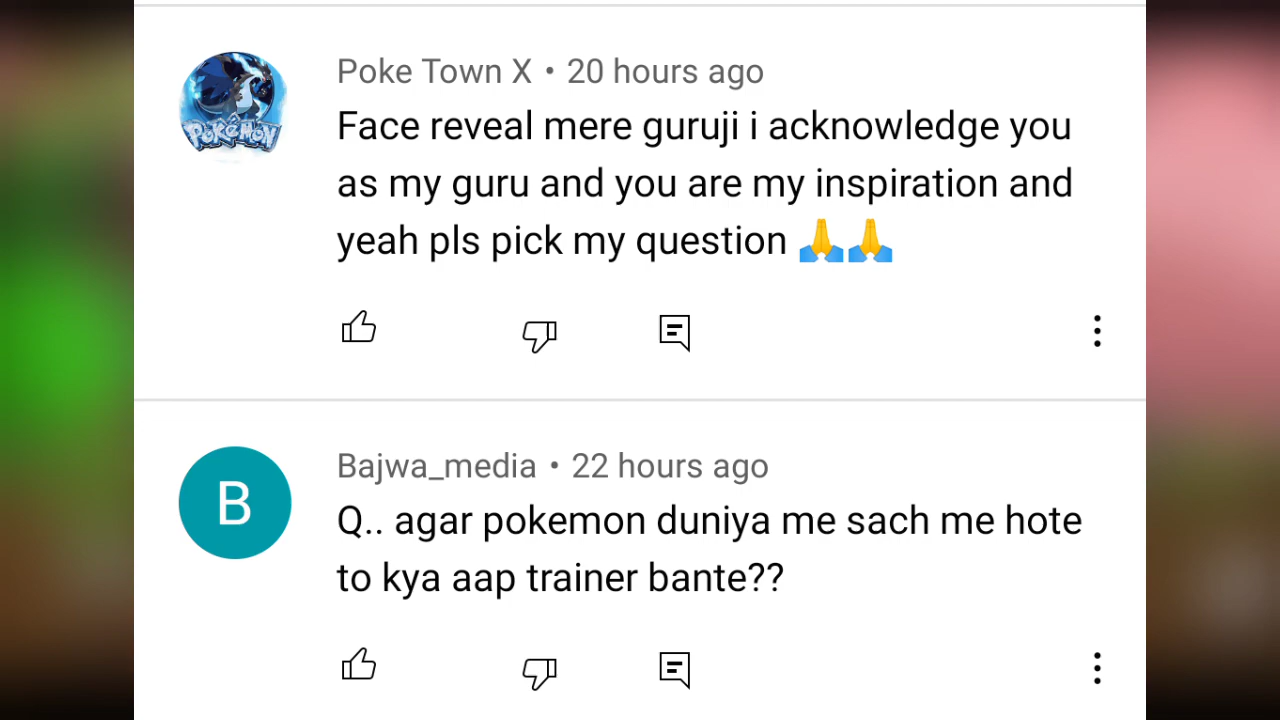 POKéMON
Poke Town X • 20 hours ago
Face reveal mere guruji i acknowledge you
as my guru and you are my inspiration and
yeah pls pick my question 🙏🙏
B
Bajwa_media • 22 hours ago
Q.. agar pokemon duniya me sach me hote
to kya aap trainer bante??